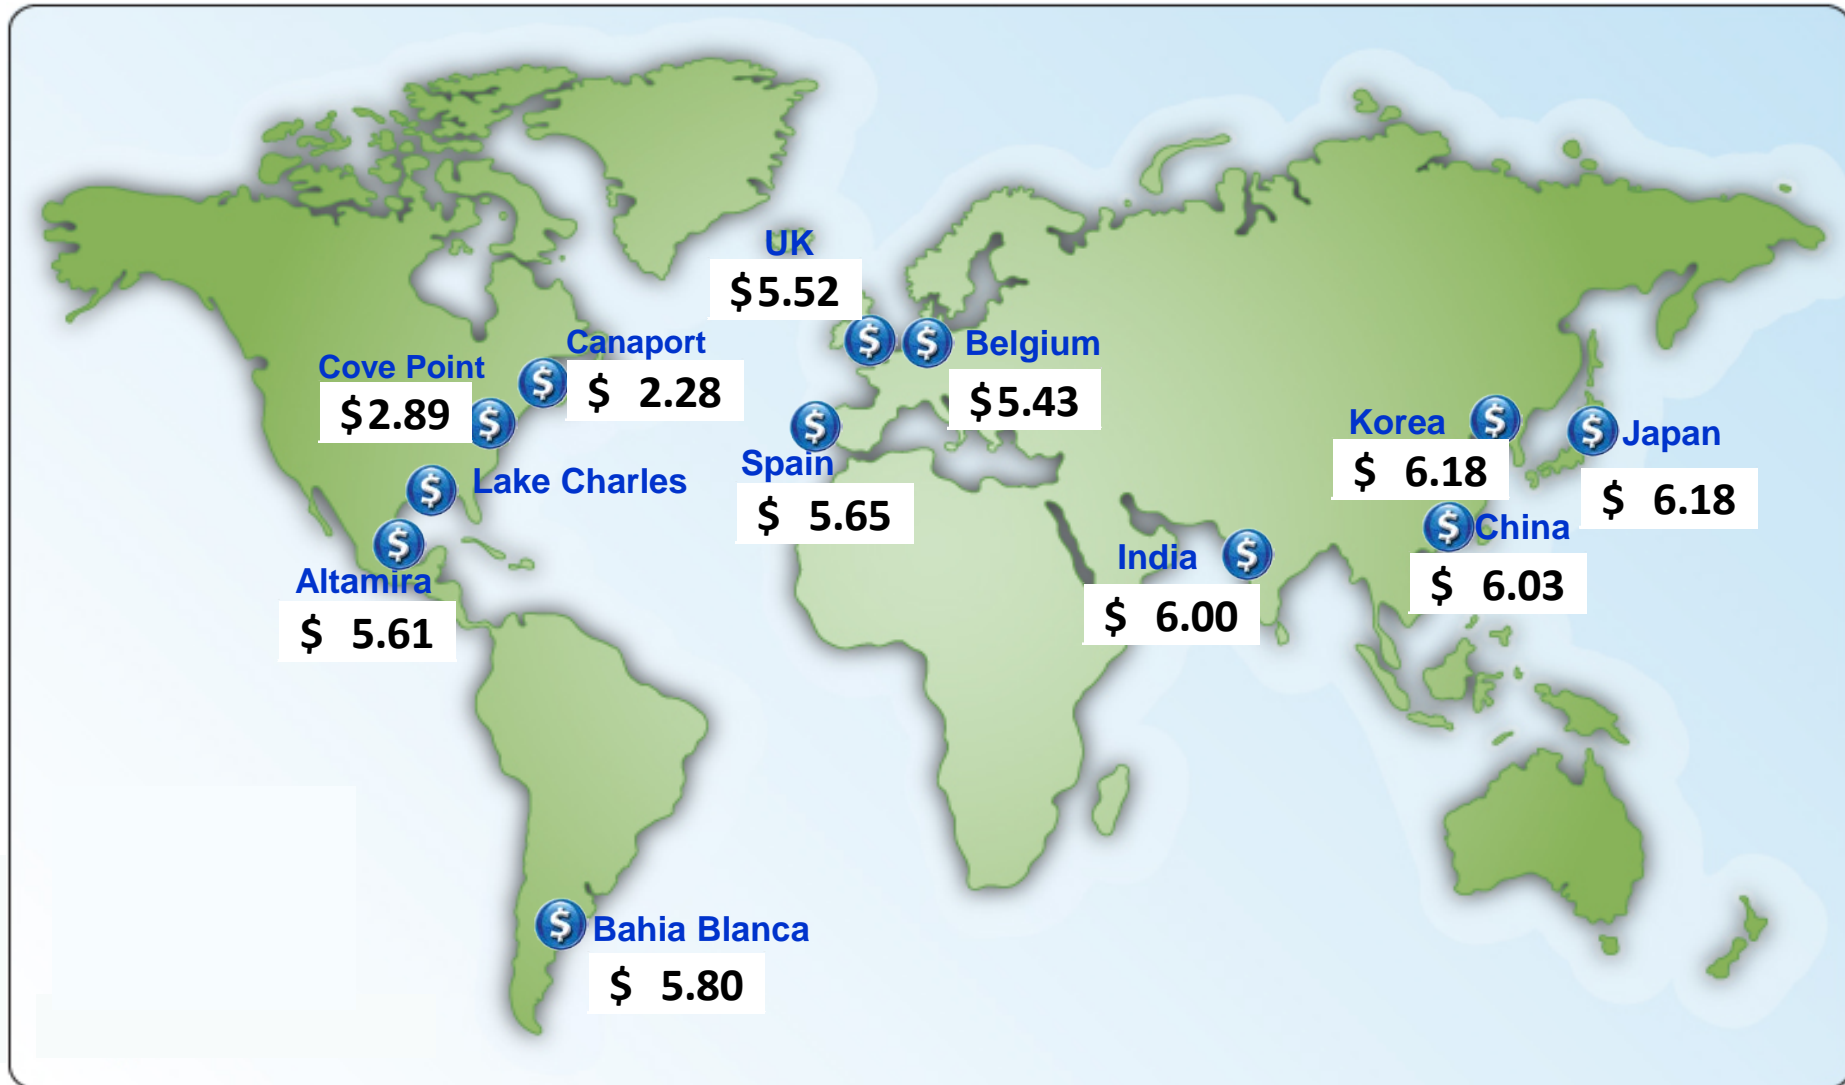 UK
$5.52
Canaport
$ 2.28
Cove Point
$2.89
Belgium
$5.43
Lake Charles
Spain
$ 5.65
Korea
$ 6.18
Japan
$ 6.18
China
$ 6.03
India
$ 6.00
Altamira
$ 5.61
Bahia Blanca
$ 5.80